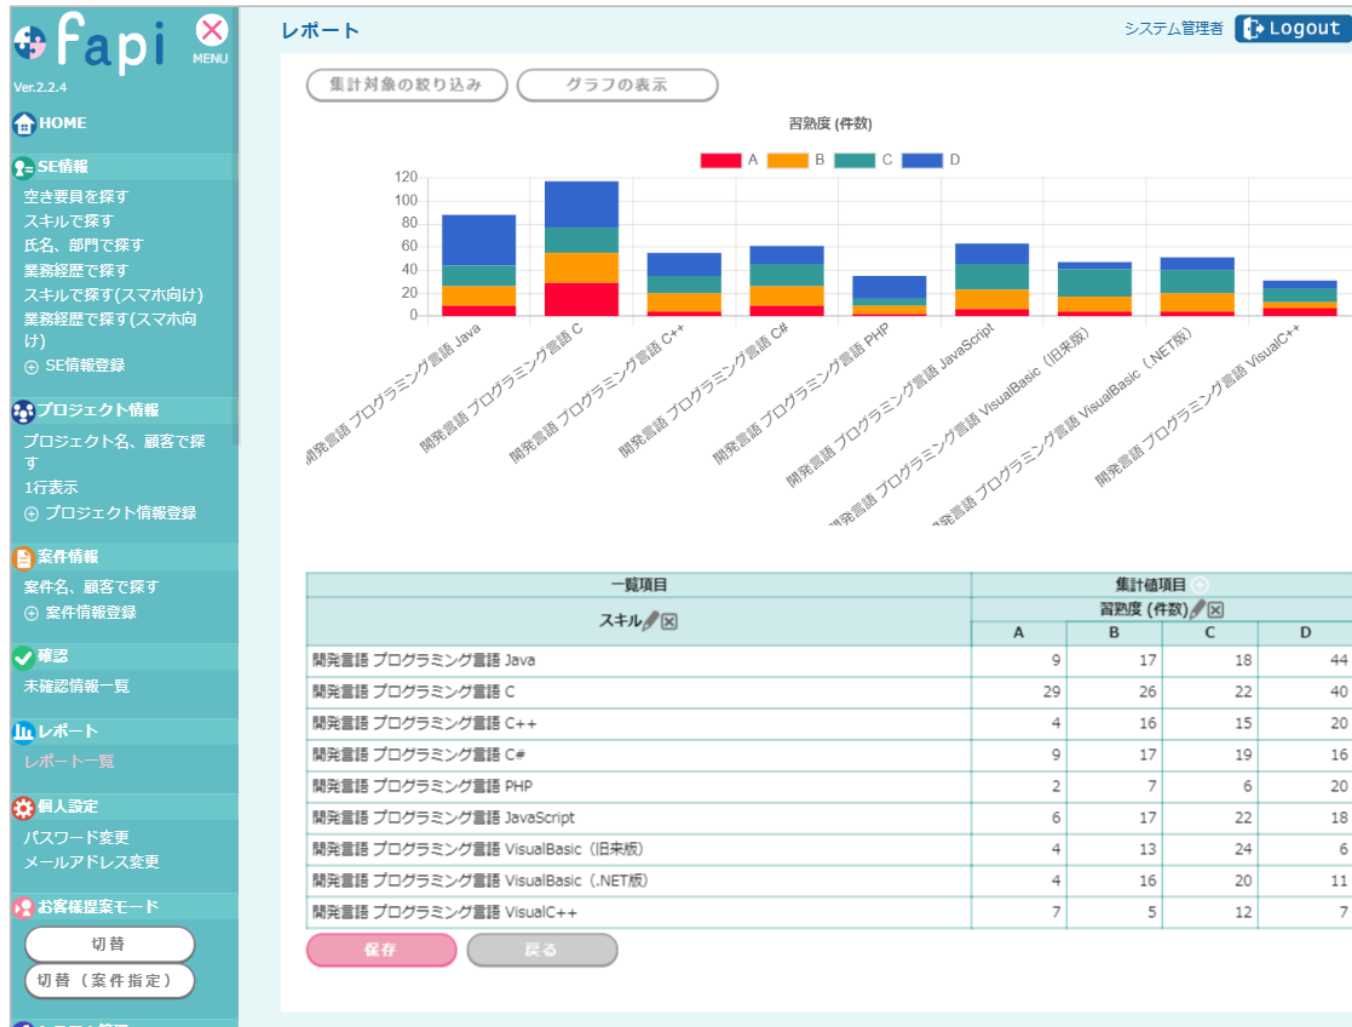 fapi
MENU
Ver.2.2.4
HOME
SE情報
空き要員を探す
スキルで探す
氏名、部門で探す
業務経歴で探す
スキルで探す(スマホ向け)
業務経歴で探す(スマホ向
け)
SE情報登録
プロジェクト情報
プロジェクト名、顧客で探
す
1行表示
プロジェクト情報登録
案件情報
案件名、顧客で探す
案件情報登録
確認
未確認情報一覧
レポート
レポート一覧
個人設定
パスワード変更
メールアドレス変更
お客様提案モード
切替
切替（案件指定）
レポート
システム管理者 Logout
集計対象の絞り込み グラフの表示
習熟度 (件数)
A B C D
120
100
80
60
40
20
0
開発言語 プログラミング言語 Java
開発言語 プログラミング言語 C
開発言語 プログラミング言語 C++
開発言語 プログラミング言語 C#
開発言語 プログラミング言語 PHP
開発言語 プログラミング言語 JavaScript
開発言語 プログラミング言語 VisualBasic（旧来版）
開発言語 プログラミング言語 VisualBasic（.NET版）
開発言語 プログラミング言語 VisualC++
一覧項目 集計値項目
スキル 習熟度 (件数)
A B C D
開発言語 プログラミング言語 Java 9 17 18 44
開発言語 プログラミング言語 C 29 26 22 40
開発言語 プログラミング言語 C++ 4 16 15 20
開発言語 プログラミング言語 C# 9 17 19 16
開発言語 プログラミング言語 PHP 2 7 6 20
開発言語 プログラミング言語 JavaScript 6 17 22 18
開発言語 プログラミング言語 VisualBasic（旧来版） 4 13 24 6
開発言語 プログラミング言語 VisualBasic（.NET版） 4 16 20 11
開発言語 プログラミング言語 VisualC++ 7 5 12 7
保存 戻る